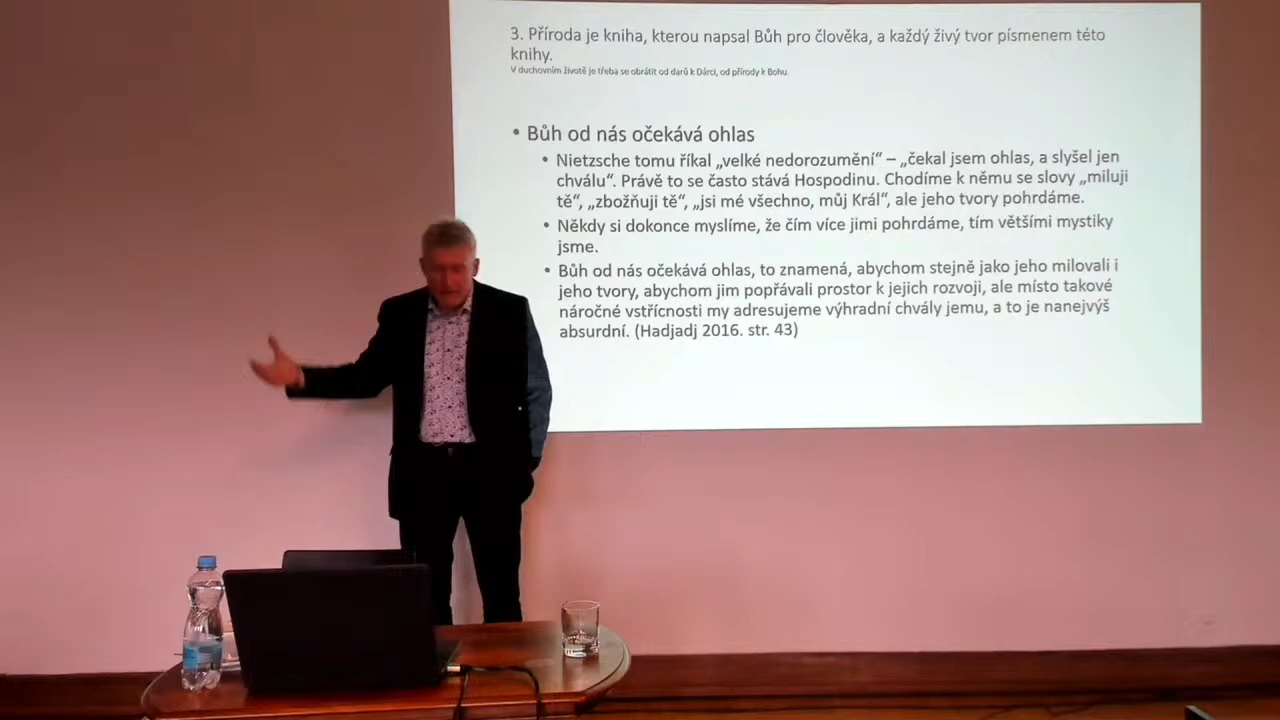 3. Příroda je kniha, kterou napsal Bůh pro člověka, a každý živý tvor písmenem této
knihy.
V duchovním životě je třeba se obrátit od darů k Dárci, od přírody k Bohu
• Bůh od nás očekává ohlas
• Nietzsche tomu říkal „velké nedorozumění“ – „čekal jsem ohlas, a slyšel jen
chválu“. Právě to se často stává Hospodinu. Chodíme k němu se slovy „miluji
tě“, „zbožňuji tě“, „jsi mé všechno, můj Král“, ale jeho tvory pohrdáme.
• Někdy si dokonce myslíme, že čím více jimi pohrdáme, tím většími mystiky
jsme.
• Bůh od nás očekává ohlas, to znamená, abychom stejně jako jeho milovali i
jeho tvory, abychom jim popřávali prostor k jejich rozvoji, ale místo takové
náročné vstřícnosti my adresujeme výhradní chvály jemu, a to je nanejvýš
absurdní. (Hadjadj 2016. str. 43)